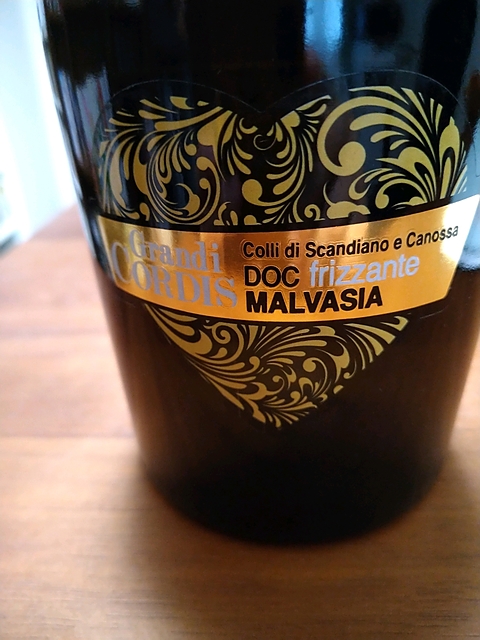 Grandi
CORDIS
Colli di Scandiano e Canossa
DOC frizzante
MALVASIA